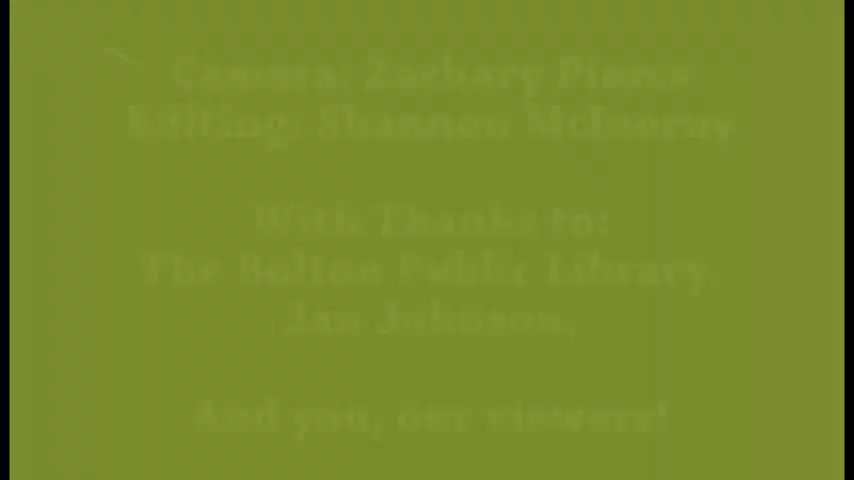 Camera: Zachary Pierce
Editing: Shannon McInerny
With Thanks to:
The Bolton Public Library,
Jan Johnson,
And you, our viewers!